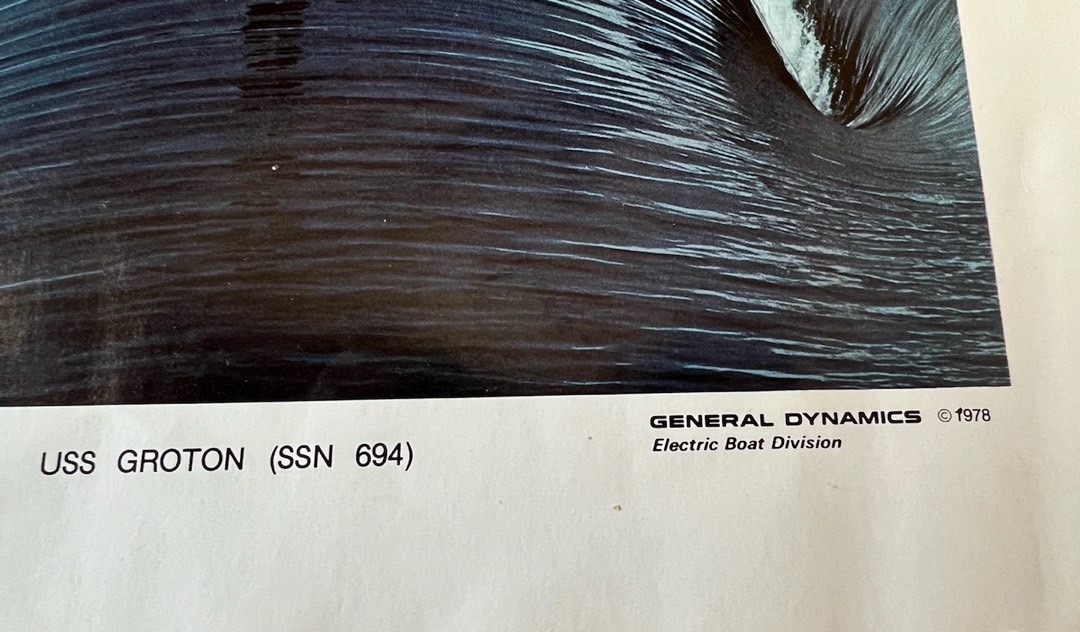 GENERAL DYNAMICS © 1978
Electric Boat Division
USS GROTON (SSN 694)